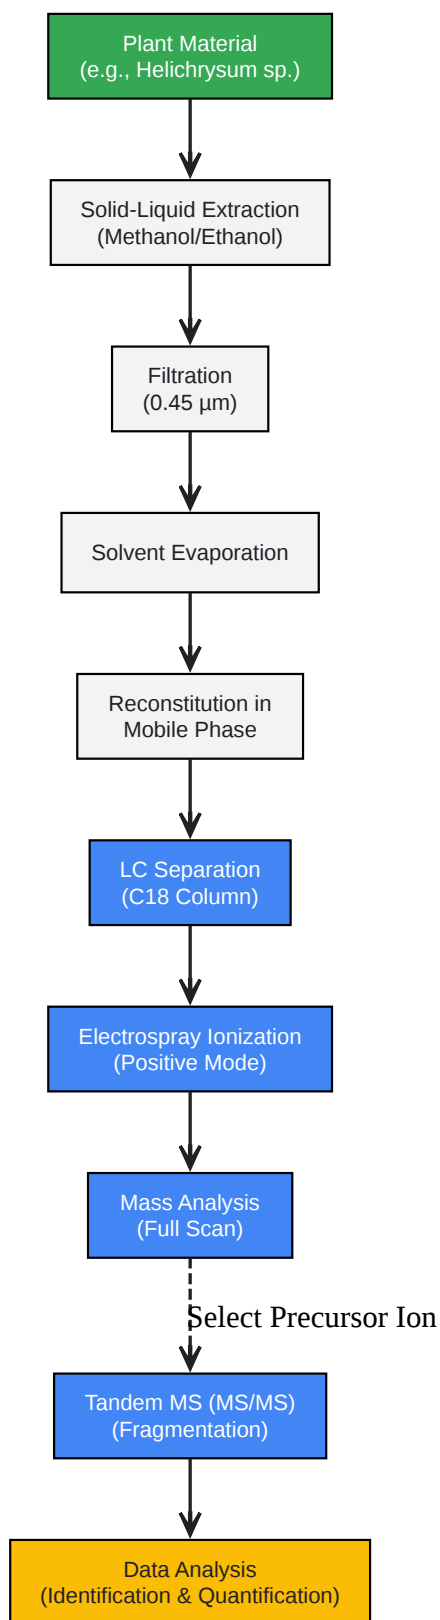 Plant Material
(e.g., Helichrysum sp.)
Solid-Liquid Extraction
(Methanol/Ethanol)
Filtration
(0.45 µm)
Solvent Evaporation
Reconstitution in
Mobile Phase
LC Separation
(C18 Column)
Electrospray Ionization
(Positive Mode)
Mass Analysis
(Full Scan)
Select Precursor Ion
Tandem MS (MS/MS)
(Fragmentation)
Data Analysis
(Identification & Quantification)